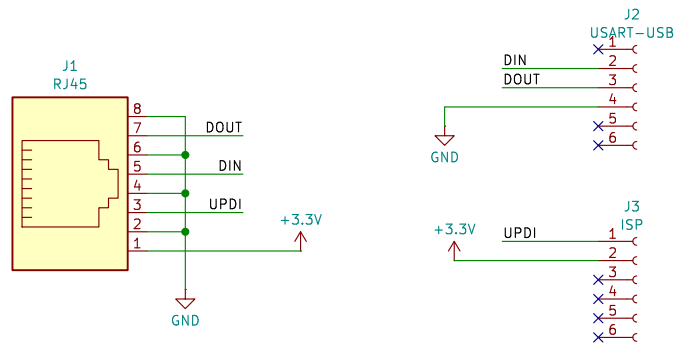 J1
RJ45
8
7
DOUT
6
5
DIN
4
3
UPDI
2
1
+3.3V
GND
J2
USART-USB
1
DIN
2
DOUT
3
4
GND
5
6
J3
ISP
+3.3V
UPDI
1
2
3
4
5
6